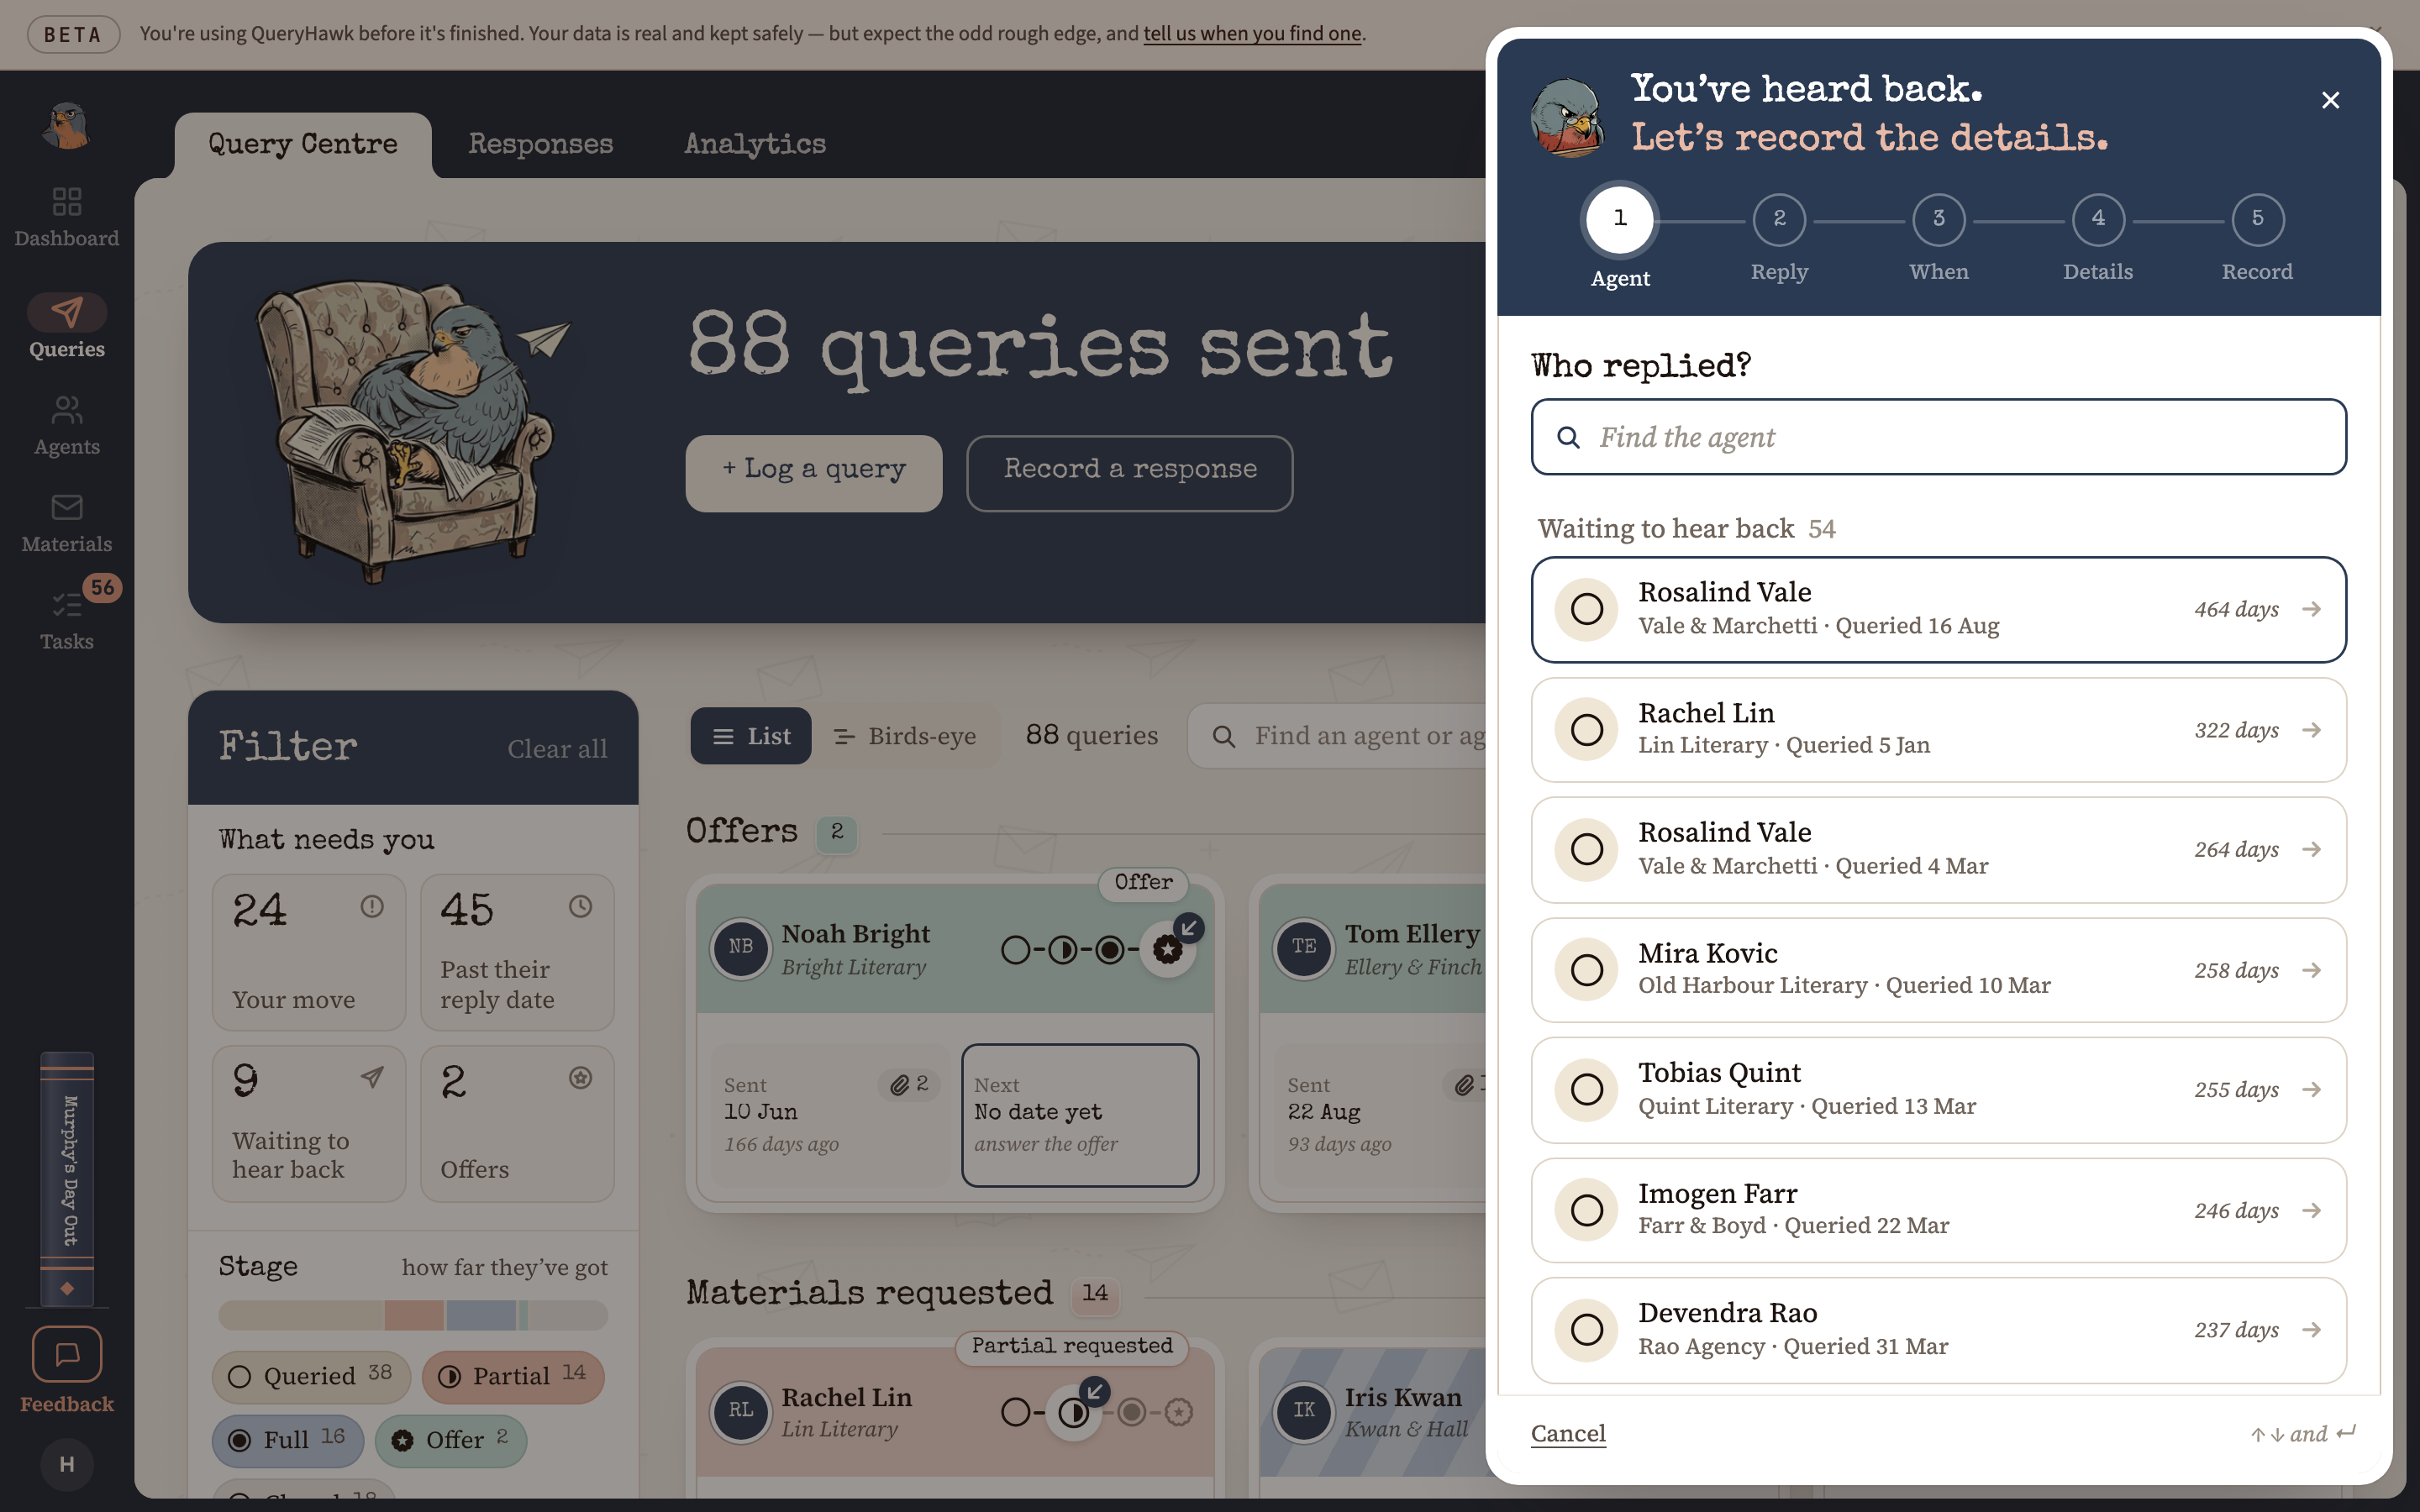 BETA
You're using QueryHawk before it's finished. Your data is real and kept safely — but expect the odd rough edge, and tell us when you find one.
Query Centre
Responses
Analytics
Dashboard
Queries
Agents
Materials
56
Tasks
Murphy's Day Out
Feedback
H
88 queries sent
+ Log a query
Record a response
Filter
Clear all
What needs you
24
Your move
45
Past their
reply date
9
Waiting to
hear back
2
Offers
Stage
how far they've got
Queried 38
Partial 14
Full 16
Offer 2
List
Birds-eye
88 queries
Find an agent or ag
Offers 2
Offer
NB
Noah Bright
Bright Literary
Sent
2
10 Jun
166 days ago
Next
No date yet
answer the offer
TE
Tom Ellery
Ellery & Finch
Sent
22 Aug
93 days ago
Materials requested 14
Partial requested
RL
Rachel Lin
Lin Literary
IK
Iris Kwan
Kwan & Hall
You've heard back.
Let's record the details.
1
2
3
4
5
Agent
Reply
When
Details
Record
Who replied?
Find the agent
Waiting to hear back 54
Rosalind Vale
Vale & Marchetti · Queried 16 Aug
464 days
Rachel Lin
Lin Literary · Queried 5 Jan
322 days
Rosalind Vale
Vale & Marchetti · Queried 4 Mar
264 days
Mira Kovic
Old Harbour Literary · Queried 10 Mar
258 days
Tobias Quint
Quint Literary · Queried 13 Mar
255 days
Imogen Farr
Farr & Boyd · Queried 22 Mar
246 days
Devendra Rao
Rao Agency · Queried 31 Mar
237 days
Cancel
↑↓ and ↵